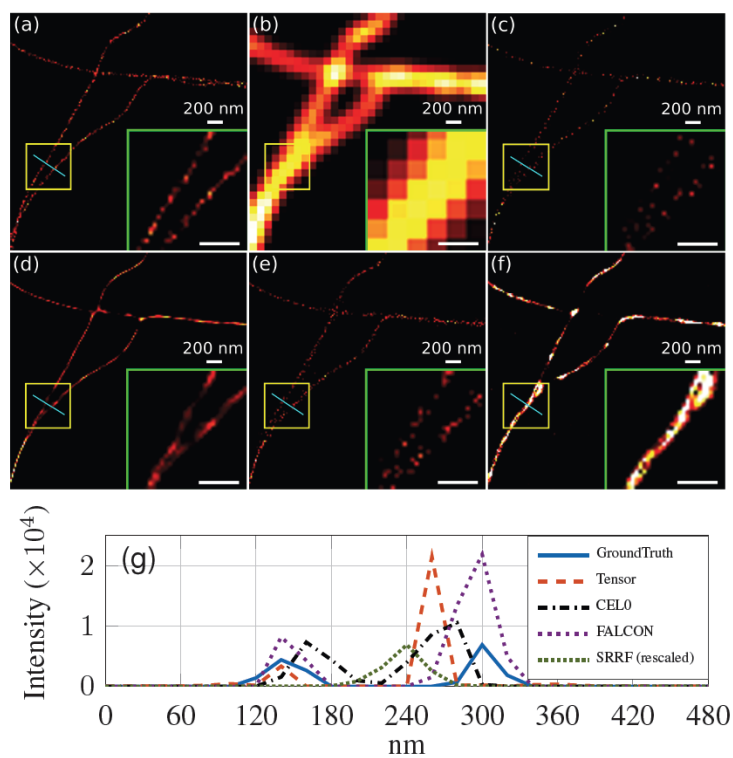 (a)
(b)
(c)
200 nm
200 nm
200 nm
(d)
(e)
(f)
200 nm
200 nm
200 nm
(g)
Intensity (×10⁴)
2
1
0
GroundTruth
Tensor
CEL0
FALCON
SRRF (rescaled)
0 60 120 180 240 300 360 420 480
nm